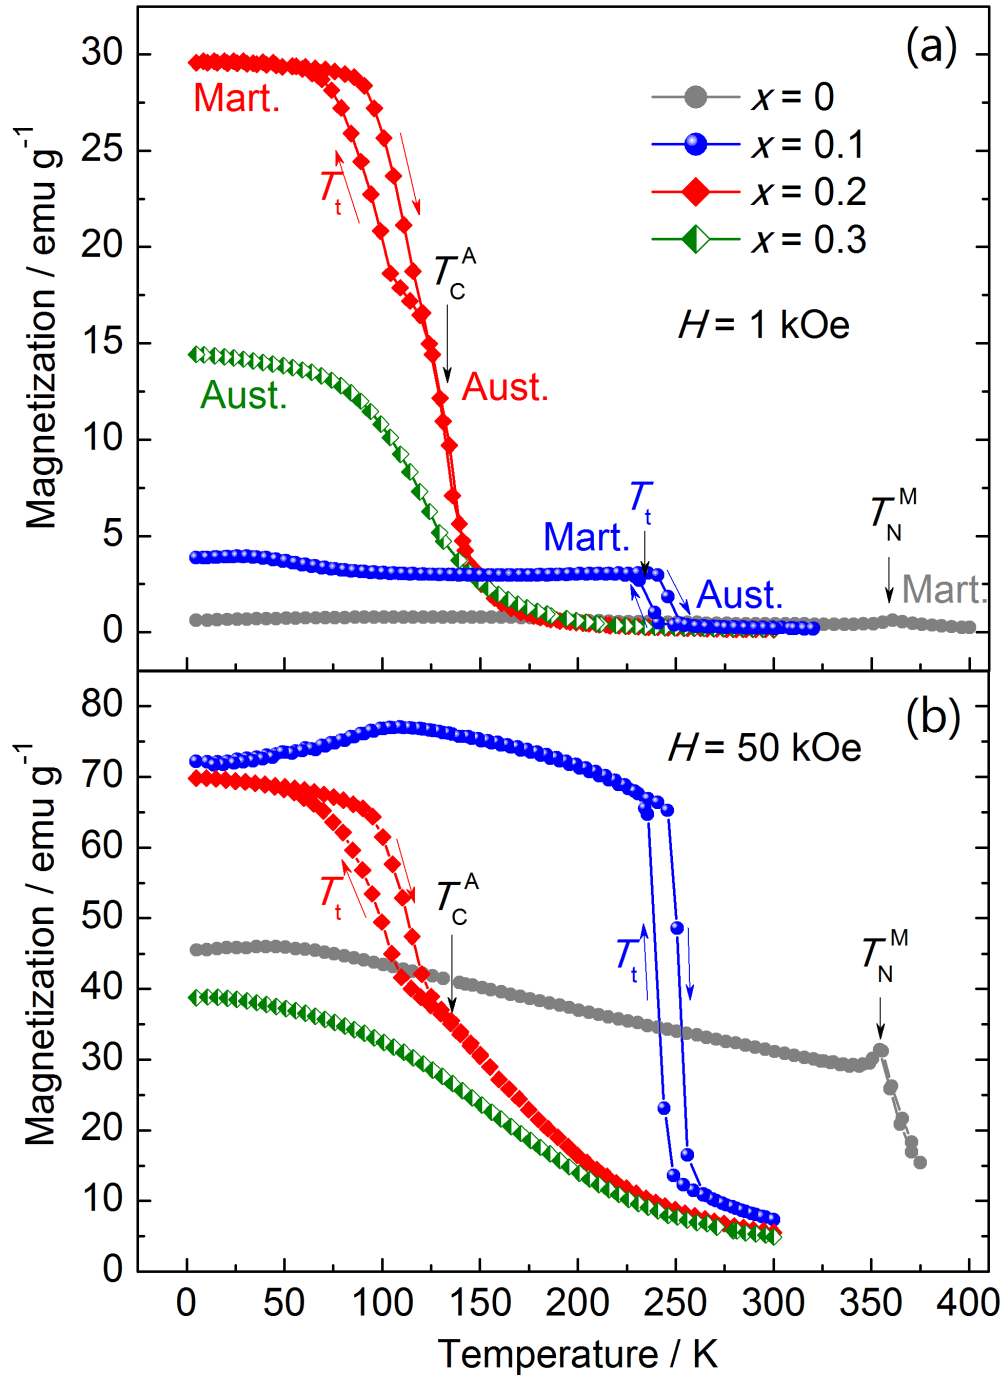 (a)
30
25
20
15
10
5
0
Magnetization / emu g⁻¹
x = 0
x = 0.1
x = 0.2
x = 0.3
H = 1 kOe
Mart.
Tt
TCA
Aust.
Aust.
Tt
Mart.
Aust.
TNM
Mart.
(b)
80
70
60
50
40
30
20
10
0
Magnetization / emu g⁻¹
H = 50 kOe
Tt
TCA
Tt
TNM
0 50 100 150 200 250 300 350 400
Temperature / K